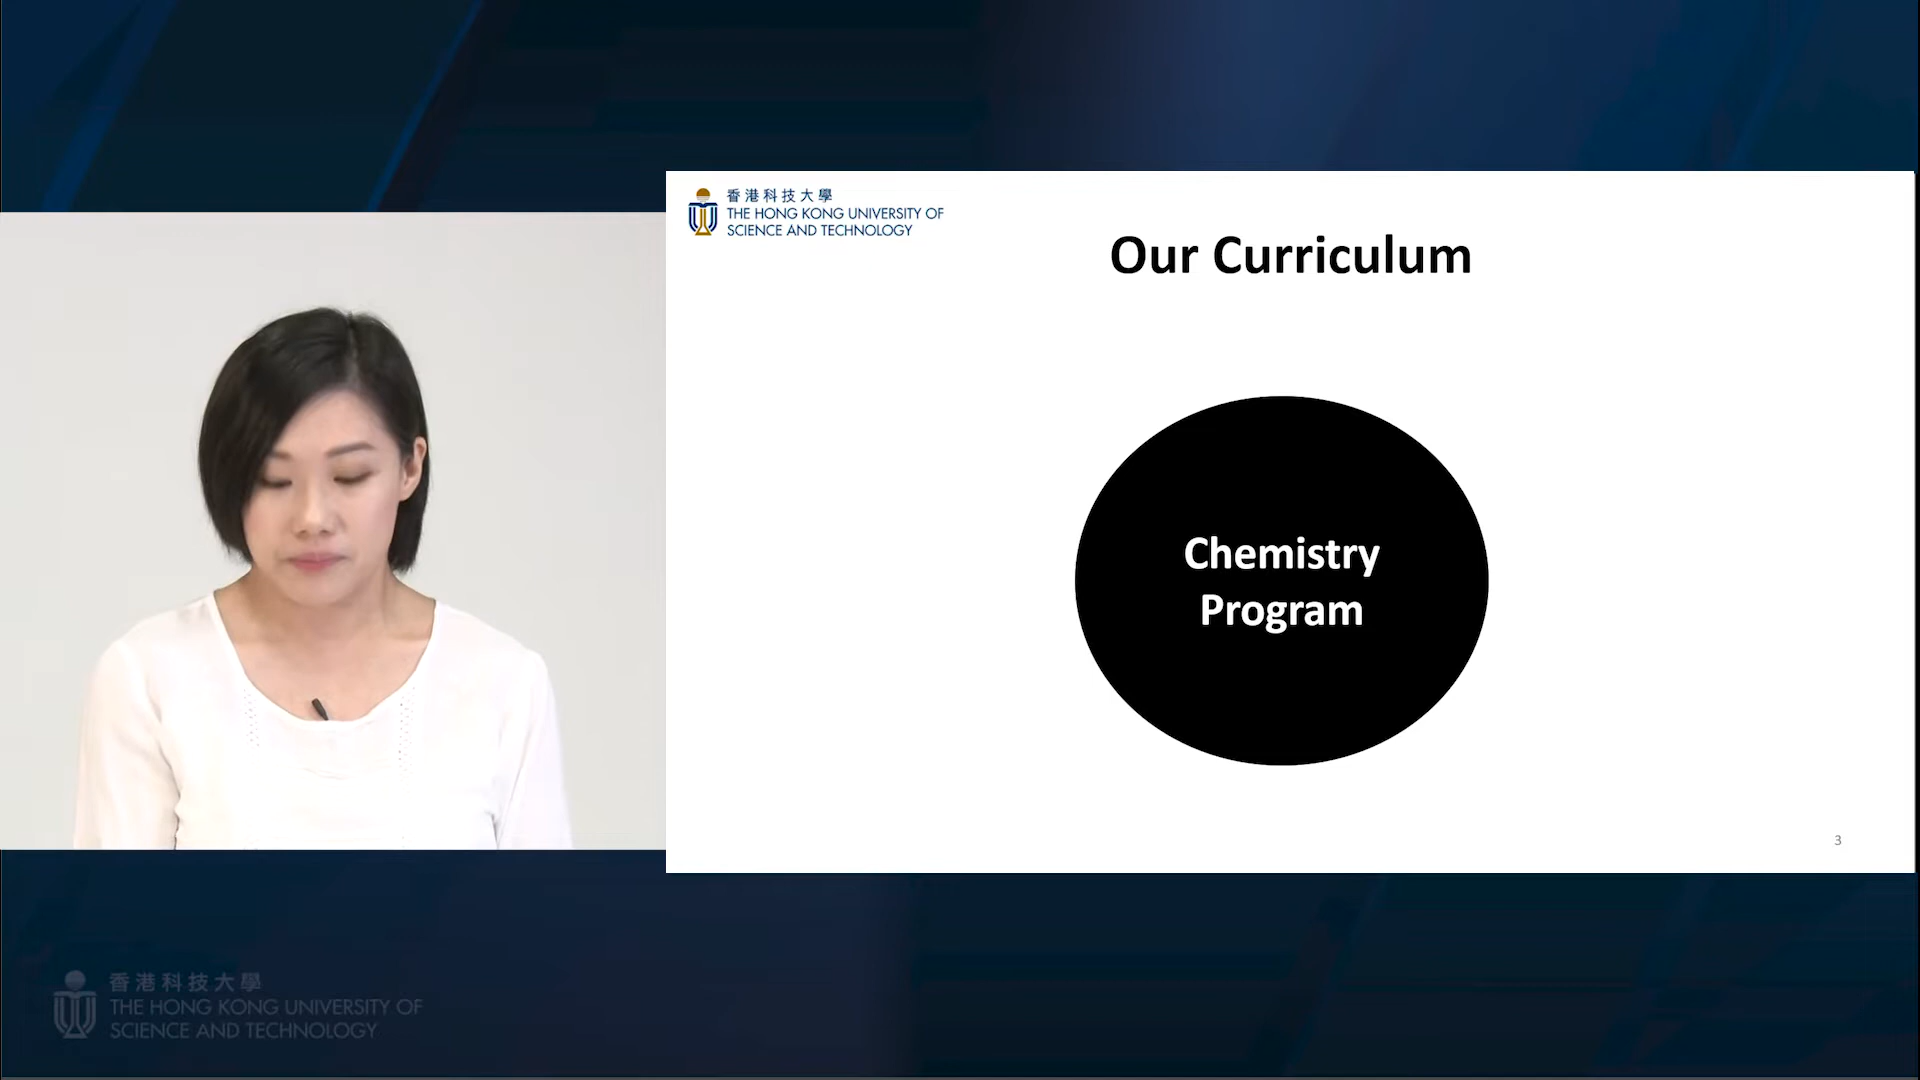 香港科技大學
THE HONG KONG UNIVERSITY OF
SCIENCE AND TECHNOLOGY
Our Curriculum
Chemistry
Program
3
香港科技大學
THE HONG KONG UNIVERSITY OF
SCIENCE AND TECHNOLOGY